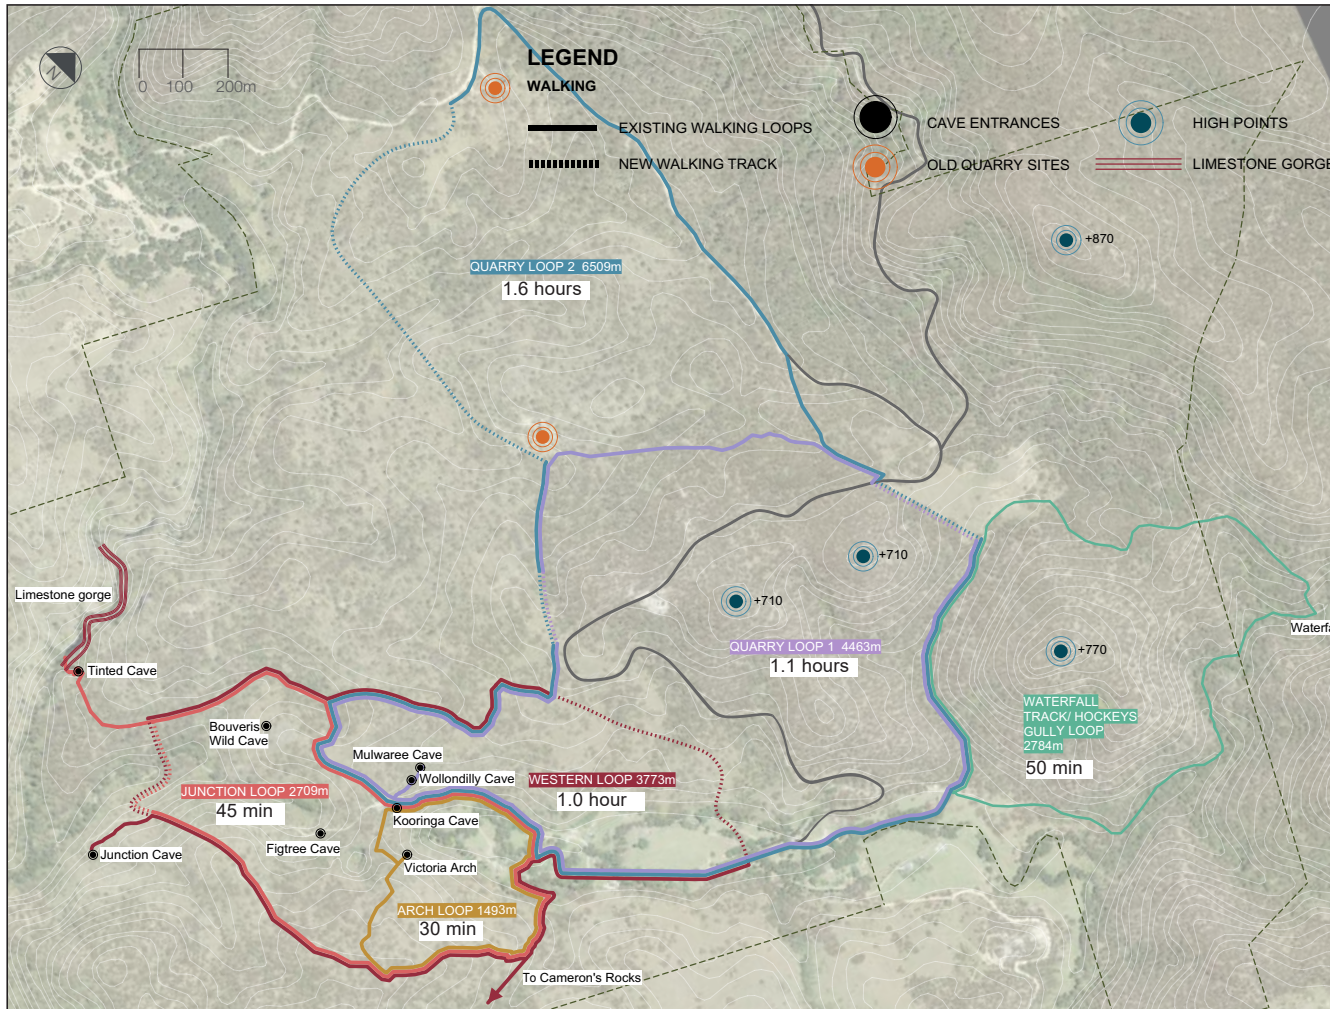 N
0 100 200m
LEGEND
WALKING
EXISTING WALKING LOOPS
NEW WALKING TRACK
CAVE ENTRANCES
OLD QUARRY SITES
HIGH POINTS
LIMESTONE GORGE
+870
QUARRY LOOP 2 6509m
1.6 hours
+710
+710
QUARRY LOOP 1 4463m
1.1 hours
Limestone gorge
Tinted Cave
Waterfa
+770
WATERFALL
TRACK/ HOCKEYS
GULLY LOOP
2784m
50 min
Bouveris
Wild Cave
Mulwaree Cave
Wollondilly Cave
WESTERN LOOP 3773m
1.0 hour
JUNCTION LOOP 2709m
45 min
Kooringa Cave
Figtree Cave
Junction Cave
Victoria Arch
ARCH LOOP 1493m
30 min
To Cameron's Rocks